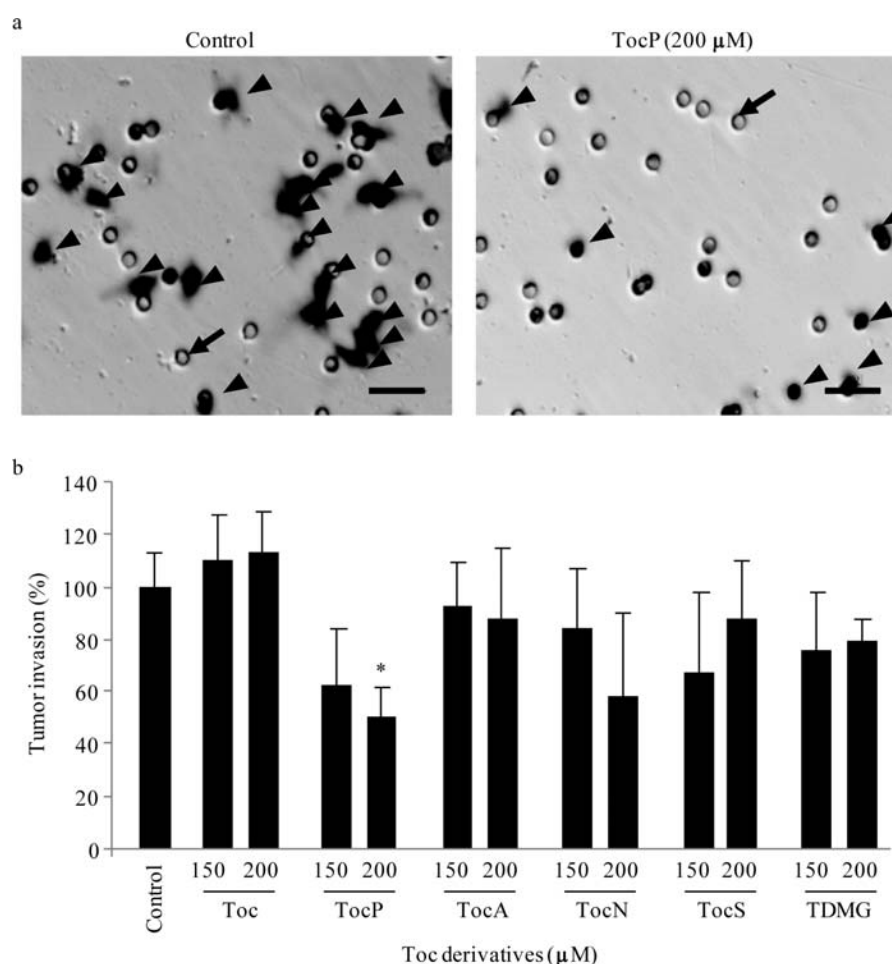 a
Control
TocP (200 µM)
b
Tumor invasion (%)
140
120
100
80
60
40
20
0
*
Control
150 200 150 200 150 200 150 200 150 200 150 200
Toc TocP TocA TocN TocS TDMG
Toc derivatives (µM)